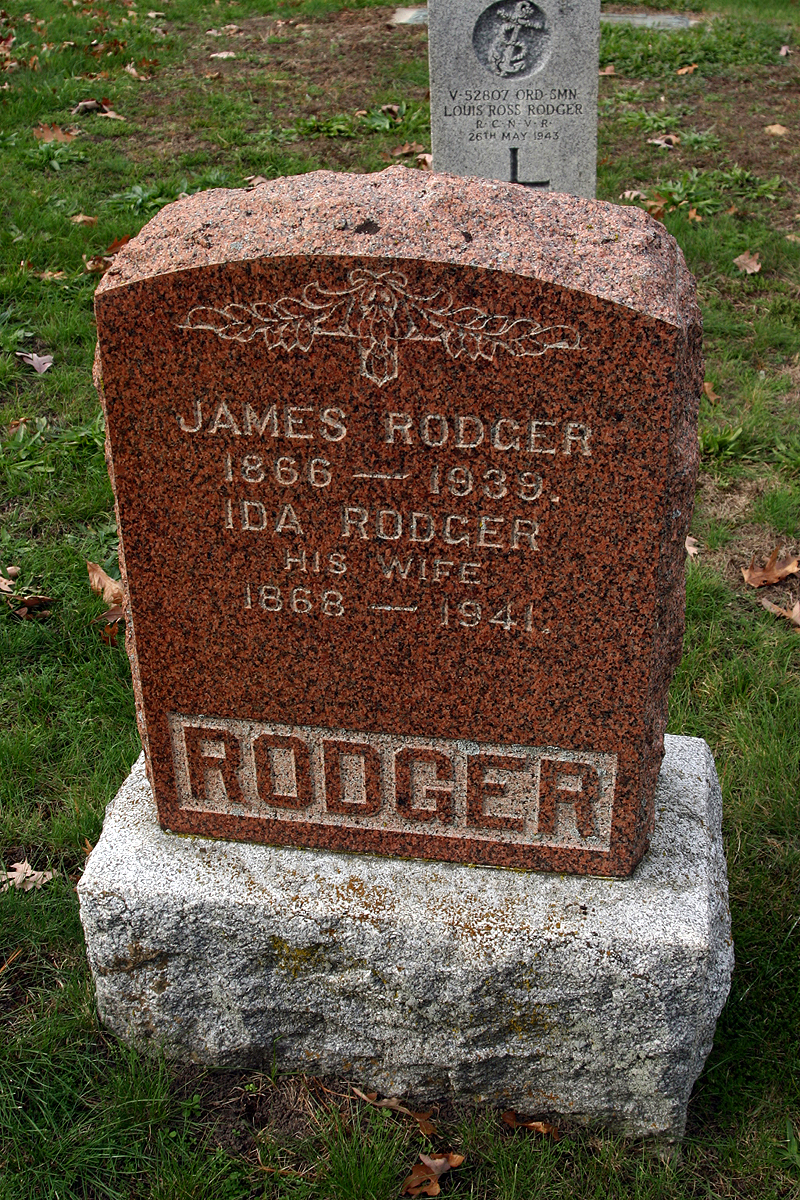 V-52807 ORD SMN
LOUIS ROSS RODGER
R·C·N·V·R·
26TH MAY 1943
JAMES RODGER
1866 — 1939.
IDA RODGER
HIS WIFE
1868 — 1941.
RODGER